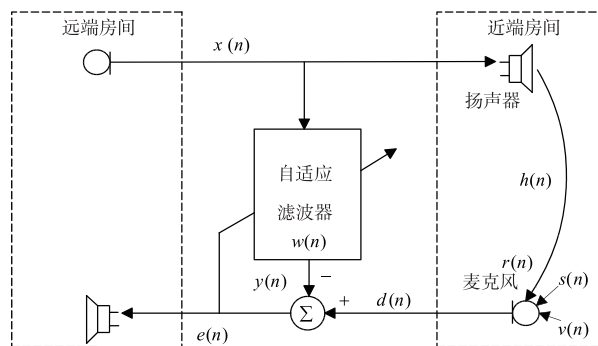 远端房间
近端房间
x (n)
扬声器
自适应
滤波器
w(n)
h(n)
r(n)
麦克风
s(n)
y(n)
−
+
d(n)
Σ
v(n)
e(n)